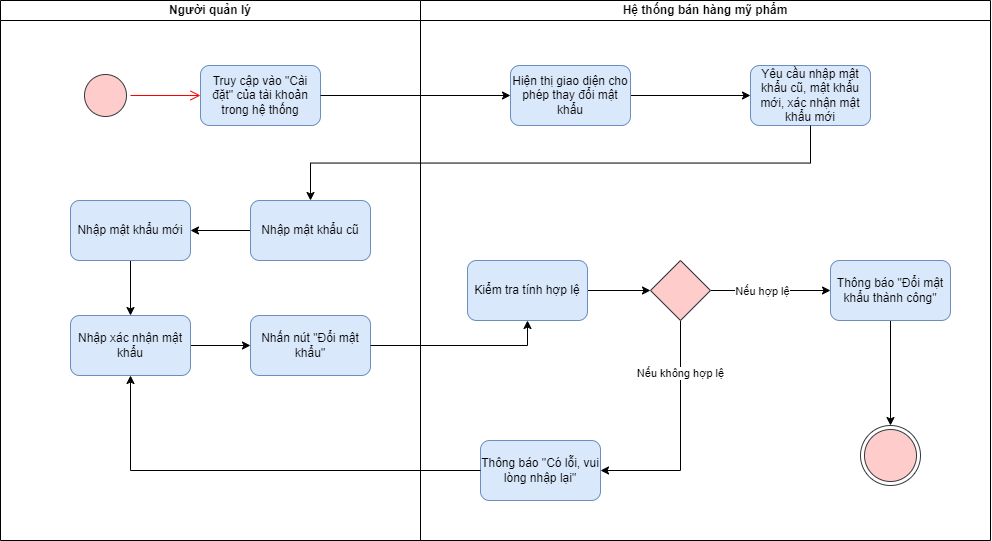 Người quản lý
Hệ thống bán hàng mỹ phẩm
Truy cập vào "Cài
đặt" của tài khoản
trong hệ thống
Hiện thị giao diện cho
phép thay đổi mật
khẩu
Yêu cầu nhập mật
khẩu cũ, mật khẩu
mới, xác nhận mật
khẩu mới
Nhập mật khẩu mới
Nhập mật khẩu cũ
Kiểm tra tính hợp lệ
Nếu hợp lệ
Thông báo "Đổi mật
khẩu thành công"
Nhập xác nhận mật
khẩu
Nhấn nút "Đổi mật
khẩu"
Nếu không hợp lệ
Thông báo "Có lỗi, vui
lòng nhập lại"